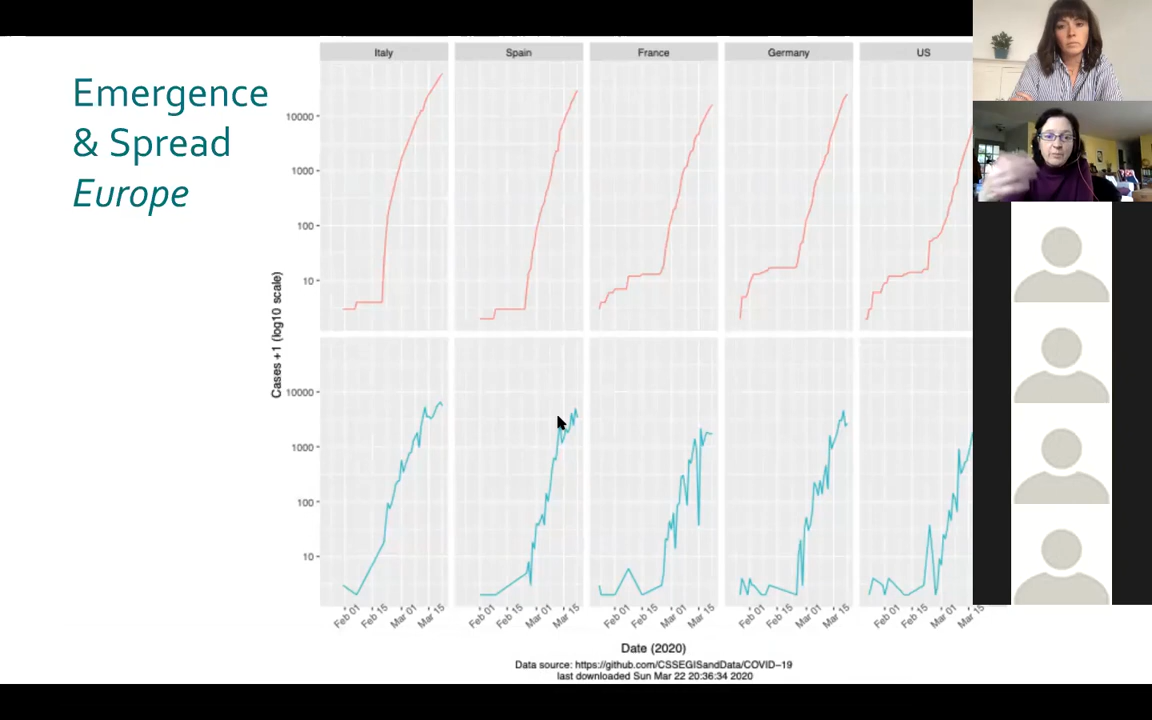 Emergence
& Spread
Europe
Italy
Spain
France
Germany
US
Cases +1 (log10 scale)
10000
1000
100
10
10000
1000
100
10
Feb 01
Feb 15
Mar 01
Mar 15
Feb 01
Feb 15
Mar 01
Mar 15
Feb 01
Feb 15
Mar 01
Mar 15
Feb 01
Feb 15
Mar 01
Mar 15
Feb 01
Feb 15
Mar 01
Mar 15
Date (2020)
Data source: https://github.com/CSSEGISandData/COVID−19
last downloaded Sun Mar 22 20:36:34 2020